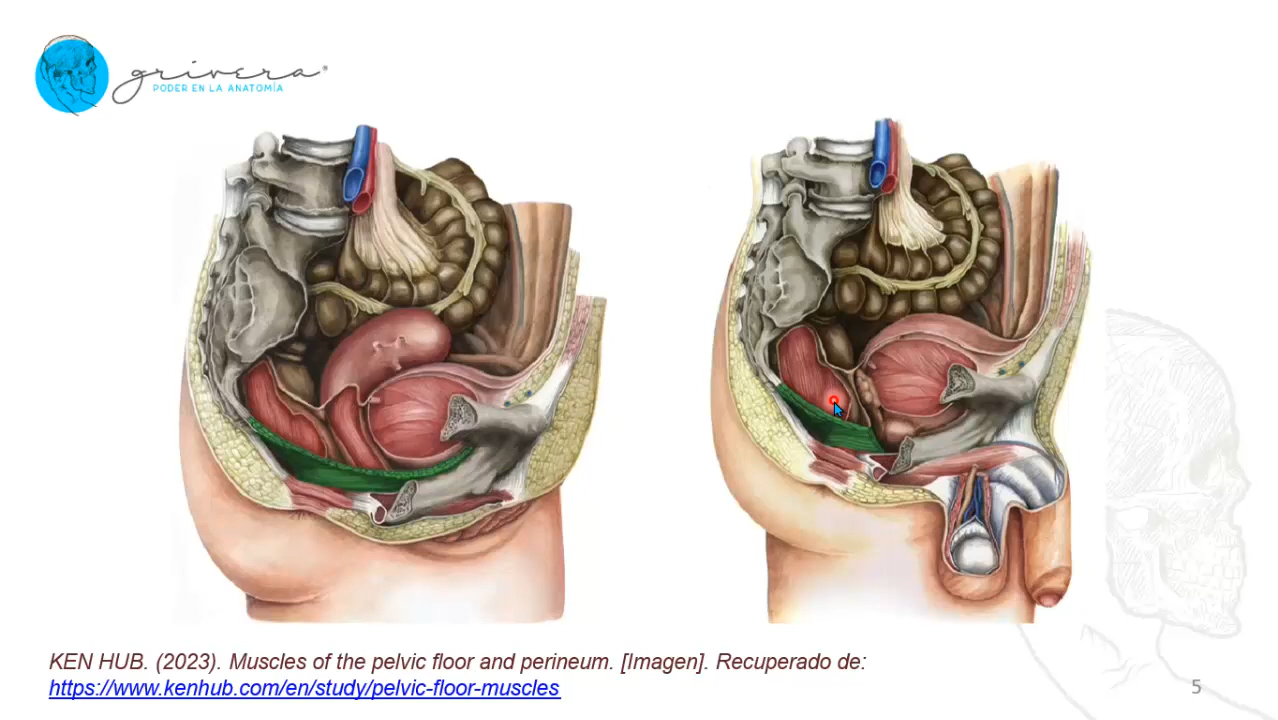 grivera®
PODER EN LA ANATOMÍA
KEN HUB. (2023). Muscles of the pelvic floor and perineum. [Imagen]. Recuperado de:
https://www.kenhub.com/en/study/pelvic-floor-muscles
5